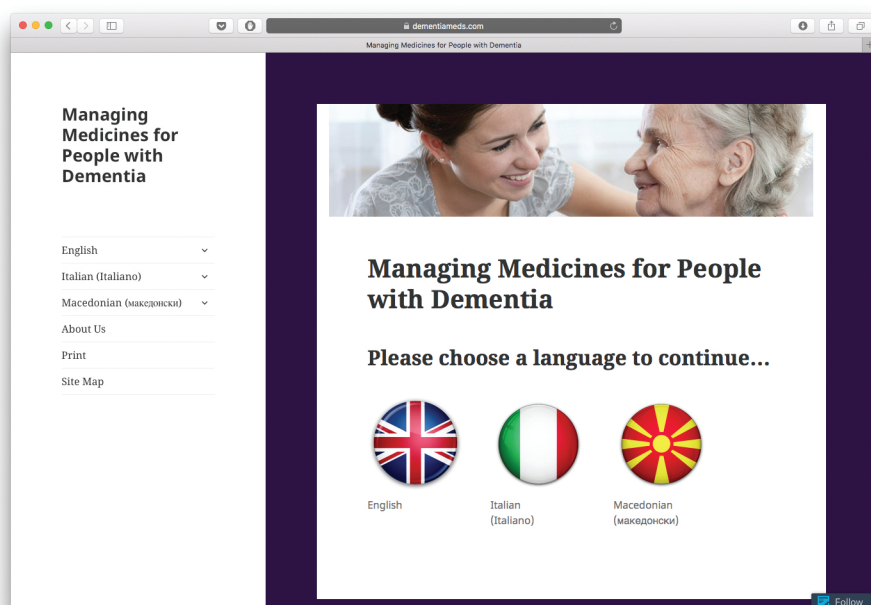 dementiameds.com
Managing Medicines for People with Dementia
Managing
Medicines for
People with
Dementia
English
Italian (Italiano)
Macedonian (македонски)
About Us
Print
Site Map
Managing Medicines for People
with Dementia
Please choose a language to continue...
English
Italian
(Italiano)
Macedonian
(македонски)
Follow